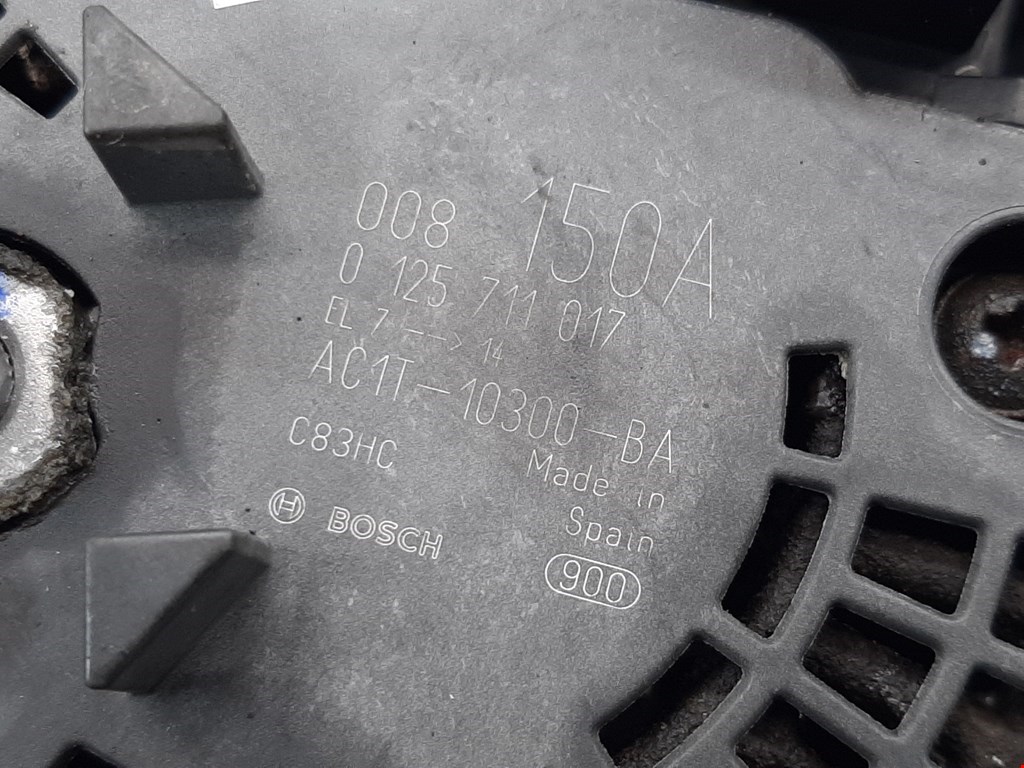 008 150A
0 125 711 017
EL 7 --> 14
AC1T-10300-BA
C83HC
Made in
Spain
BOSCH
900